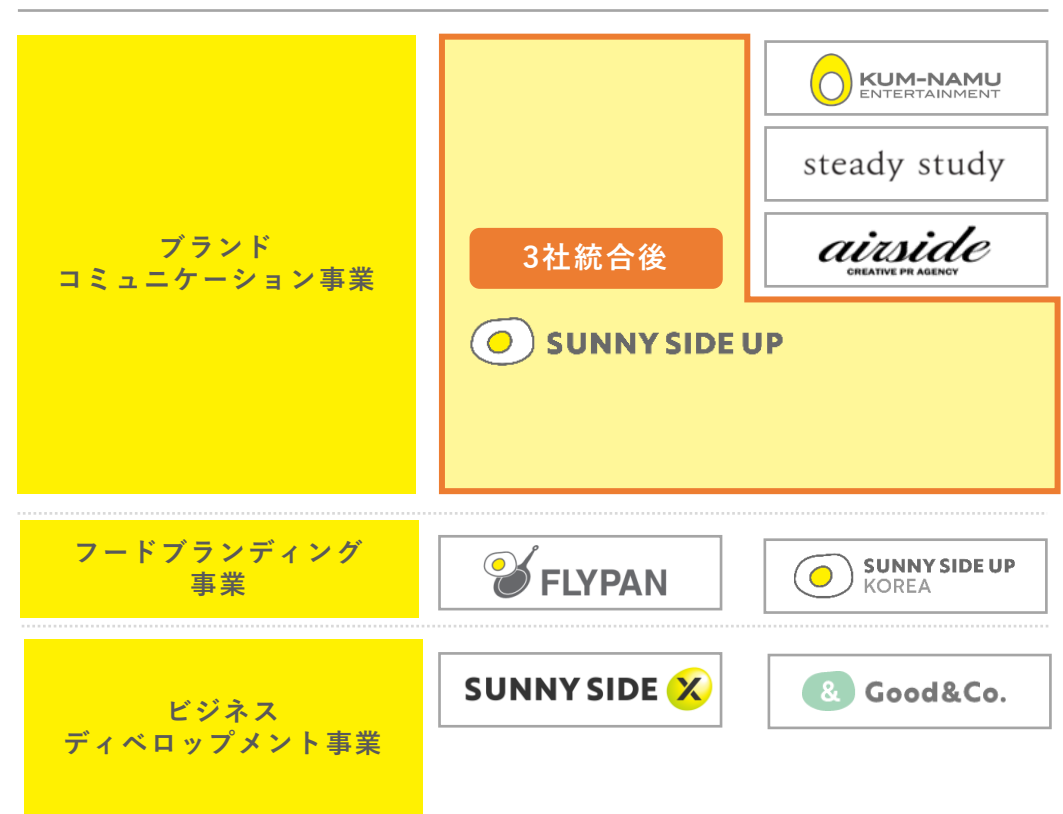 ブランド
コミュニケーション事業
3社統合後
SUNNY SIDE UP
KUM-NAMU
ENTERTAINMENT
steady study
airside
CREATIVE PR AGENCY
フードブランディング
事業
FLYPAN
SUNNY SIDE UP
KOREA
ビジネス
ディベロップメント事業
SUNNY SIDE X
& Good&Co.